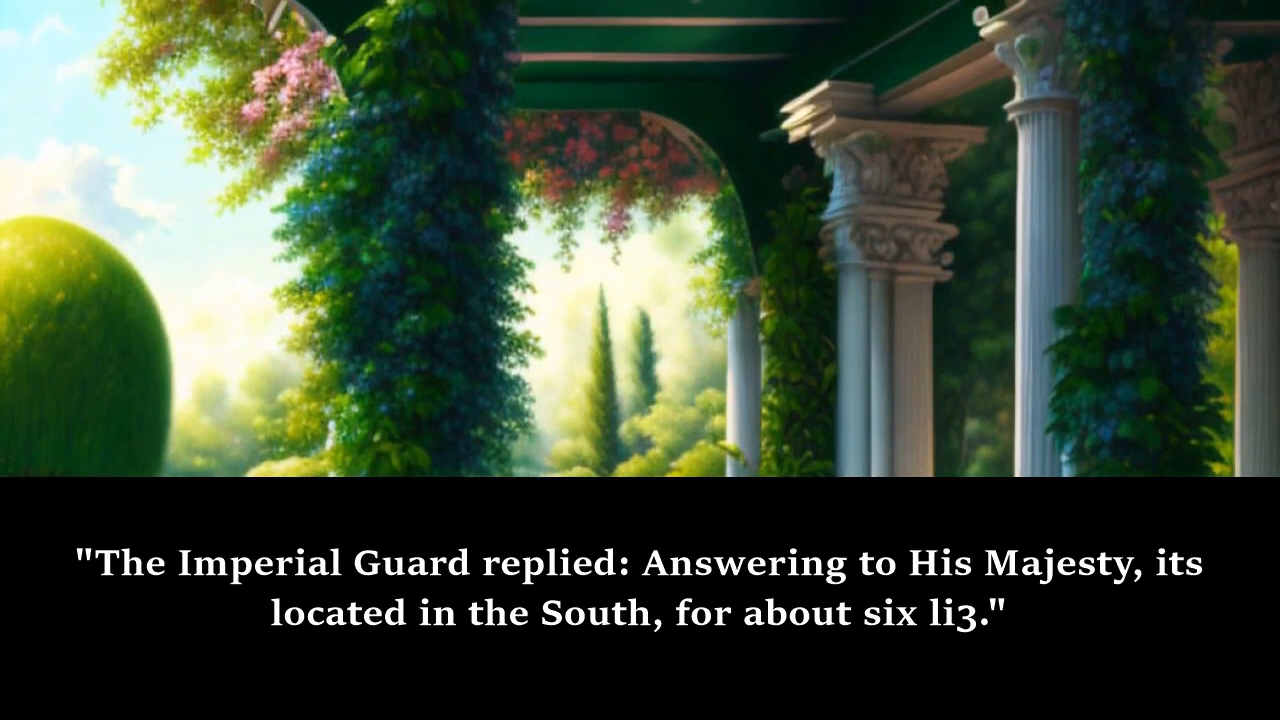 "The Imperial Guard replied: Answering to His Majesty, its
located in the South, for about six li3."